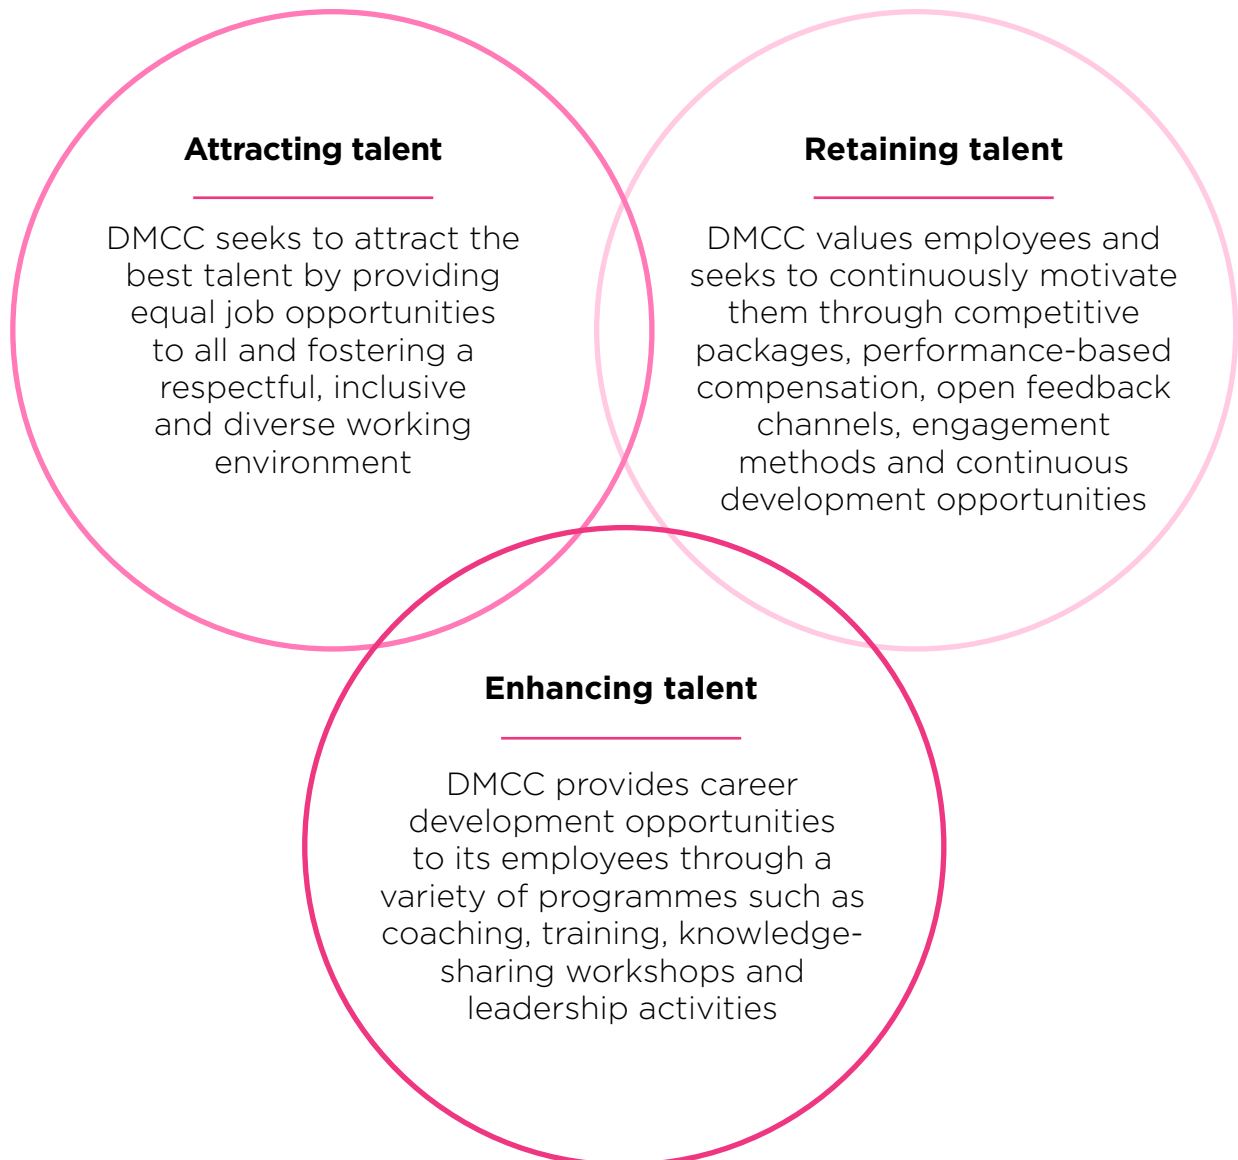 Attracting talent
DMCC seeks to attract the
best talent by providing
equal job opportunities
to all and fostering a
respectful, inclusive
and diverse working
environment
Retaining talent
DMCC values employees and
seeks to continuously motivate
them through competitive
packages, performance-based
compensation, open feedback
channels, engagement
methods and continuous
development opportunities
Enhancing talent
DMCC provides career
development opportunities
to its employees through a
variety of programmes such as
coaching, training, knowledge-
sharing workshops and
leadership activities